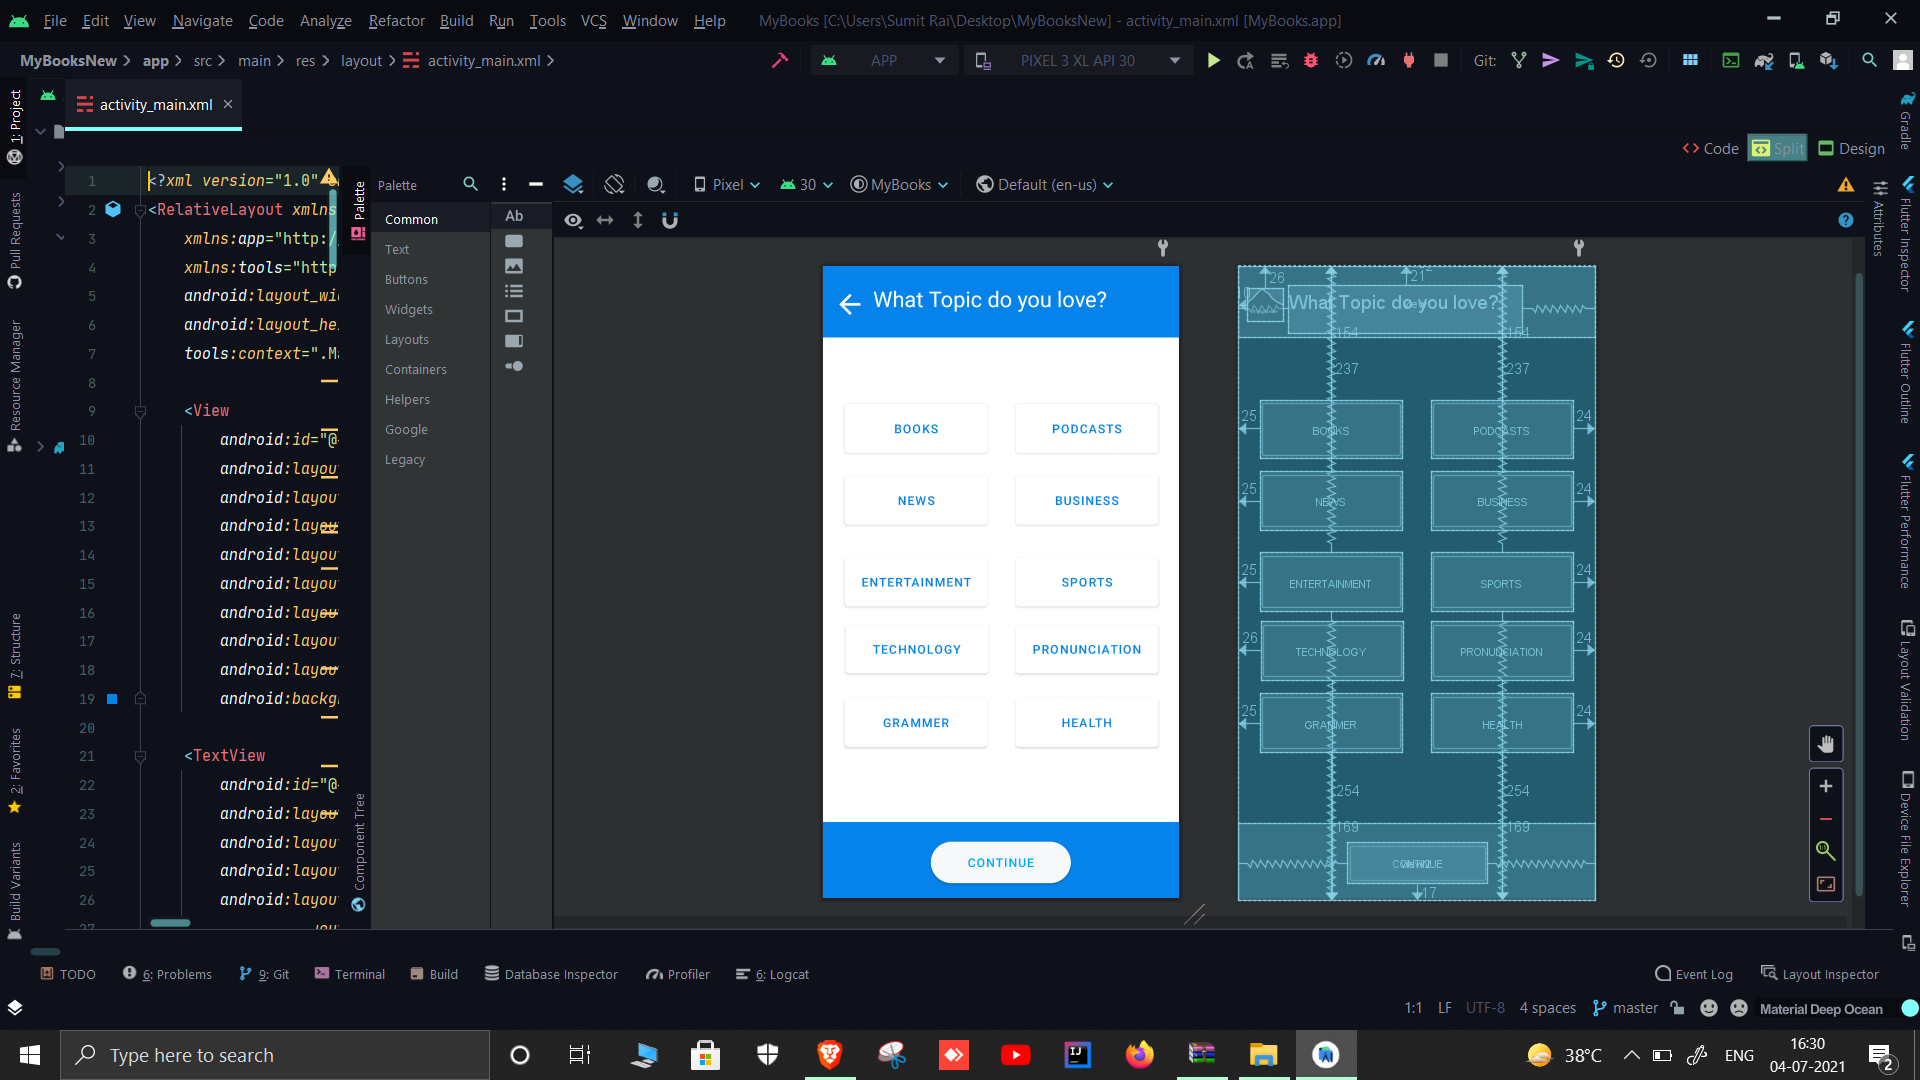 File Edit View Navigate Code Analyze Refactor Build Run Tools VCS Window Help MyBooks [C:\Users\Sumit Rai\Desktop\MyBooksNew] - activity_main.xml [MyBooks.app]
MyBooksNew app src main res layout activity_main.xml APP PIXEL 3 XL API 30 Git:
activity_main.xml
Code Split Design
1: Project
Pull Requests
Resource Manager
7: Structure
2: Favorites
Build Variants
1 <?xml version="1.0"
2 <RelativeLayout xmlns
3 xmlns:app="http:/
4 xmlns:tools="http
5 android:layout_wi
6 android:layout_he
7 tools:context=".Ma
8
9 <View
10 android:id="@
11 android:layou
12 android:layou
13 android:layou
14 android:layou
15 android:layou
16 android:layou
17 android:layou
18 android:layou
19 android:backg
20
21 <TextView
22 android:id="@
23 android:layou
24 android:layou
25 android:layou
26 android:layou
27
Palette
Component Tree
Palette
Common
Text
Buttons
Widgets
Layouts
Containers
Helpers
Google
Legacy
Ab
Pixel 30 MyBooks Default (en-us)
What Topic do you love?
BOOKS PODCASTS
NEWS BUSINESS
ENTERTAINMENT SPORTS
TECHNOLOGY PRONUNCIATION
GRAMMER HEALTH
CONTINUE
26 21
What Topic do you love?
154 154
237 237
25 BOOKS PODCASTS 24
25 NEWS BUSINESS 24
25 ENTERTAINMENT SPORTS 24
26 TECHNOLOGY PRONUNCIATION 24
25 GRAMMER HEALTH 24
254 254
169 169
CONTINUE
17
Attributes
Gradle
Flutter Inspector
Flutter Outline
Flutter Performance
Layout Validation
Device File Explorer
TODO 6: Problems 9: Git Terminal Build Database Inspector Profiler 6: Logcat Event Log Layout Inspector
1:1 LF UTF-8 4 spaces master Material Deep Ocean
Type here to search 38°C ENG 16:30
04-07-2021 2